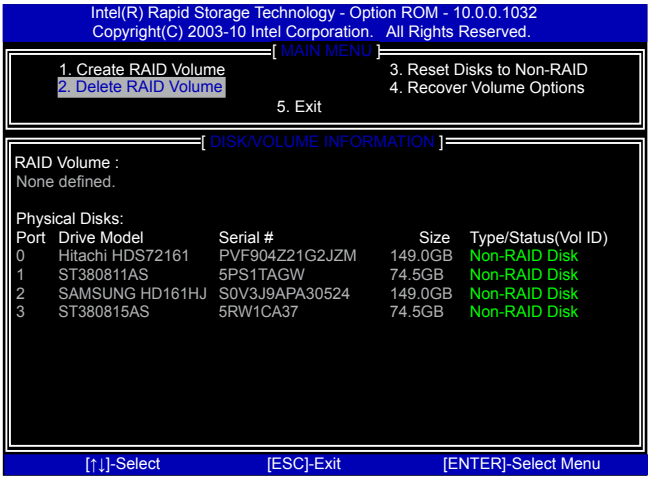 Intel(R) Rapid Storage Technology - Option ROM - 10.0.0.1032
Copyright(C) 2003-10 Intel Corporation.   All Rights Reserved.
[ MAIN MENU ]
1. Create RAID Volume   3. Reset Disks to Non-RAID
2. Delete RAID Volume   4. Recover Volume Options
5. Exit
[ DISK/VOLUME INFORMATION ]
RAID Volume :
None defined.
Physical Disks:
Port   Drive Model   Serial #   Size   Type/Status(Vol ID)
0   Hitachi HDS72161   PVF904Z21G2JZM   149.0GB   Non-RAID Disk
1   ST380811AS   5PS1TAGW   74.5GB   Non-RAID Disk
2   SAMSUNG HD161HJ   S0V3J9APA30524   149.0GB   Non-RAID Disk
3   ST380815AS   5RW1CA37   74.5GB   Non-RAID Disk
[↑↓]-Select   [ESC]-Exit   [ENTER]-Select Menu